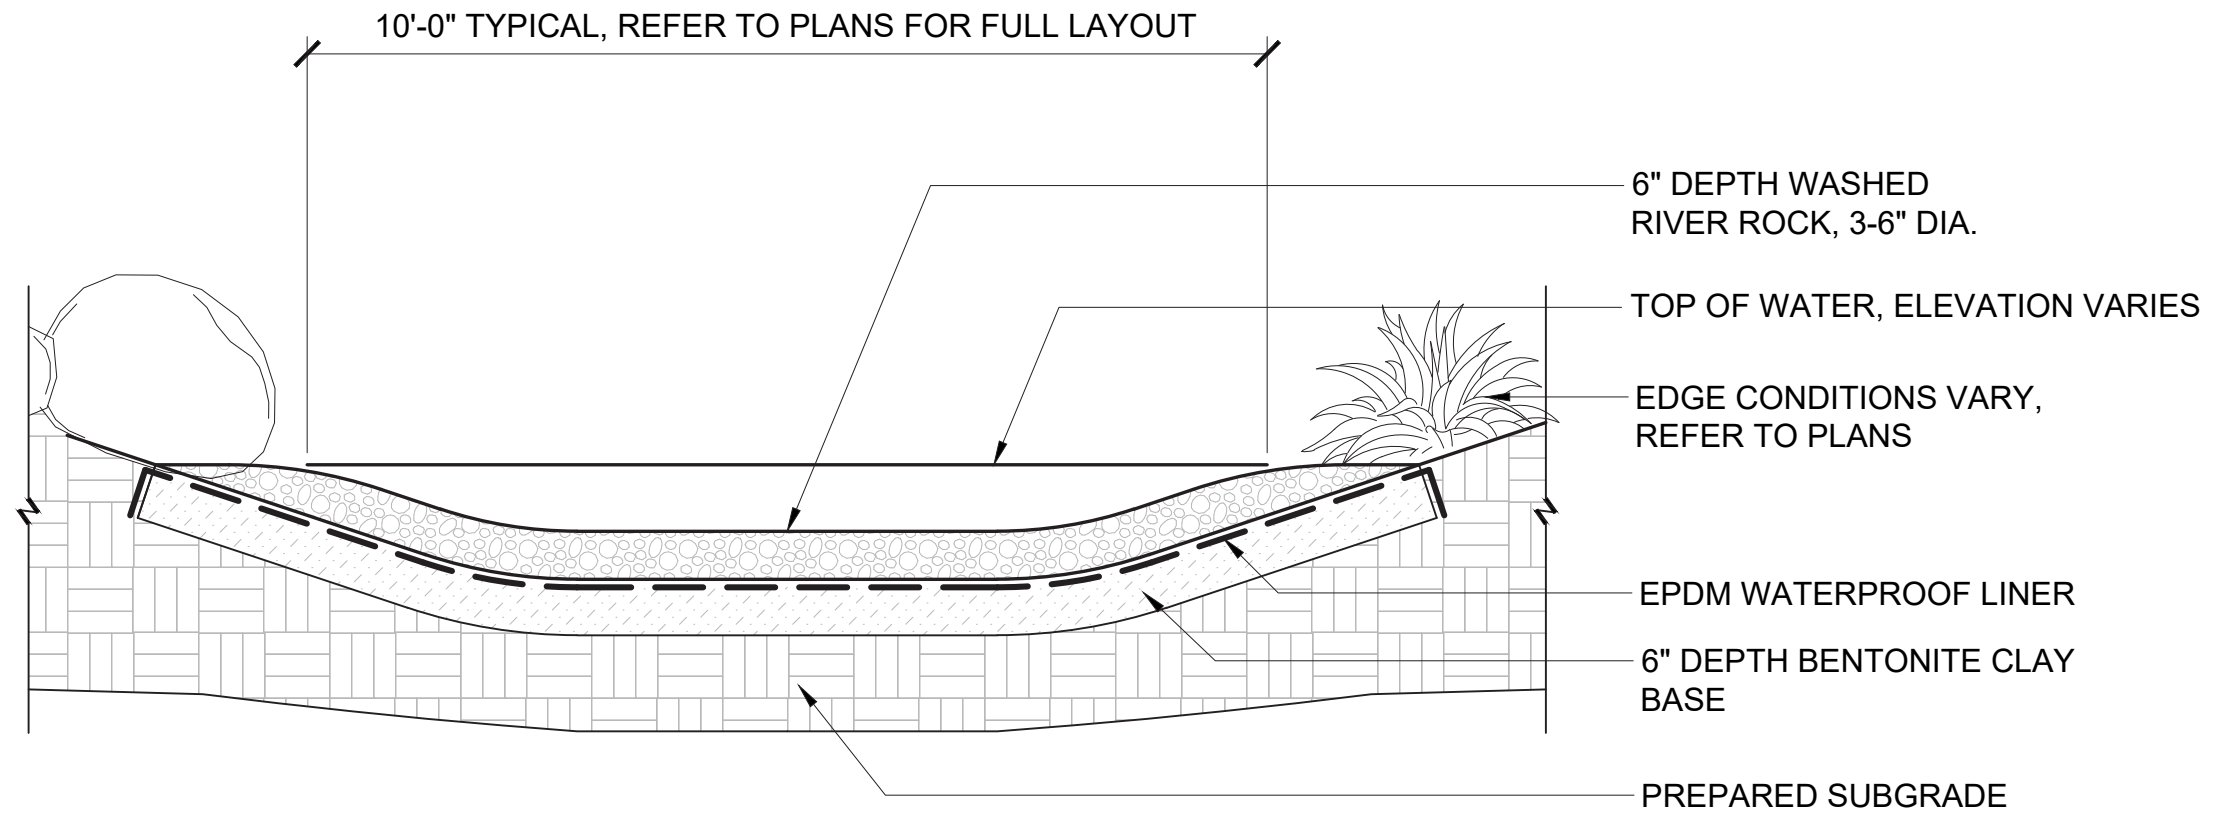 10'-0" TYPICAL, REFER TO PLANS FOR FULL LAYOUT
6" DEPTH WASHED
RIVER ROCK, 3-6" DIA.
TOP OF WATER, ELEVATION VARIES
EDGE CONDITIONS VARY,
REFER TO PLANS
EPDM WATERPROOF LINER
6" DEPTH BENTONITE CLAY
BASE
PREPARED SUBGRADE